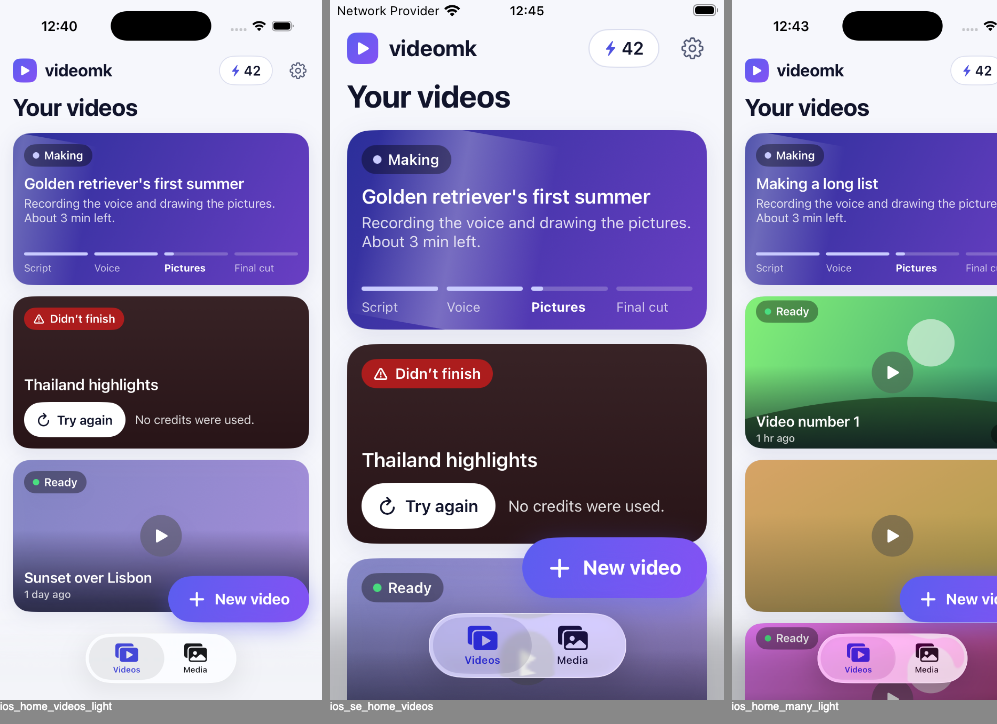 12:40
videomk
42
Your videos
Making
Golden retriever's first summer
Recording the voice and drawing the pictures.
About 3 min left.
Script
Voice
Pictures
Final cut
Didn’t finish
Thailand highlights
Try again
No credits were used.
Ready
Sunset over Lisbon
1 day ago
New video
Videos
Media
ios_home_videos_light
Network Provider
12:45
videomk
42
Your videos
Making
Golden retriever's first summer
Recording the voice and drawing the pictures.
About 3 min left.
Script
Voice
Pictures
Final cut
Didn’t finish
Thailand highlights
Try again
No credits were used.
New video
Ready
Videos
Media
ios_se_home_videos
12:43
videomk
42
Your videos
Making
Making a long list
Recording the voice and drawing the pictures
About 3 min left.
Script
Voice
Pictures
Final c
Ready
Video number 1
1 hr ago
New vi
Ready
Videos
Media
ios_home_many_light